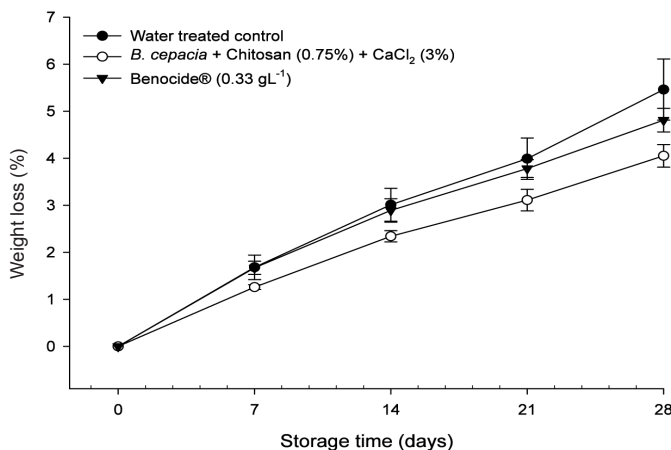 7
6
5
4
3
2
1
0
Weight loss (%)
Water treated control
B. cepacia + Chitosan (0.75%) + CaCl₂ (3%)
Benocide® (0.33 gL⁻¹)
0 7 14 21 28
Storage time (days)